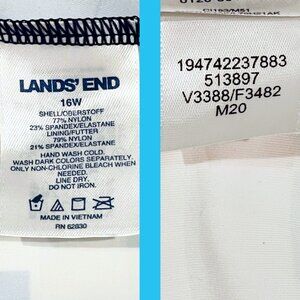 LANDS' END
16W
SHELL/OBERSTOFF
77% NYLON
23% SPANDEX/ELASTANE
LINING/FUTTER
79% NYLON
21% SPANDEX/ELASTANE
HAND WASH COLD.
WASH DARK COLORS SEPARATELY.
ONLY NON-CHLORINE BLEACH WHEN
NEEDED.
LINE DRY.
DO NOT IRON.
MADE IN VIETNAM
RN 62830
194742237883
513897
V3388/F3482
M20